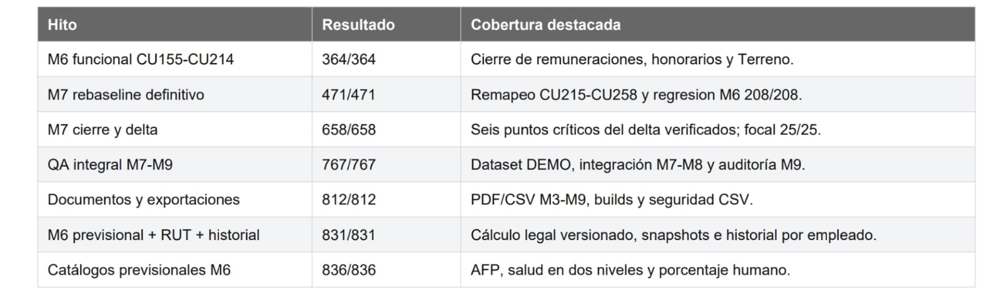 Hito Resultado Cobertura destacada
M6 funcional CU155-CU214 364/364 Cierre de remuneraciones, honorarios y Terreno.
M7 rebaseline definitivo 471/471 Remapeo CU215-CU258 y regresion M6 208/208.
M7 cierre y delta 658/658 Seis puntos críticos del delta verificados; focal 25/25.
QA integral M7-M9 767/767 Dataset DEMO, integración M7-M8 y auditoría M9.
Documentos y exportaciones 812/812 PDF/CSV M3-M9, builds y seguridad CSV.
M6 previsional + RUT + historial 831/831 Cálculo legal versionado, snapshots e historial por empleado.
Catálogos previsionales M6 836/836 AFP, salud en dos niveles y porcentaje humano.